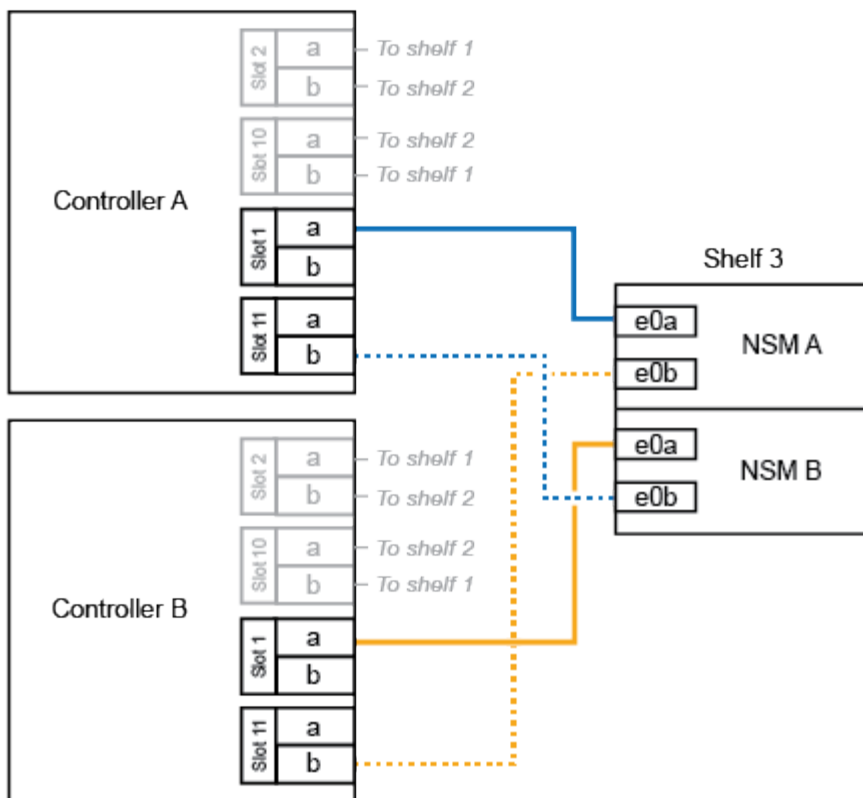 Controller A
Slot 2
a
To shelf 1
b
To shelf 2
Slot 10
a
To shelf 2
b
To shelf 1
Slot 1
a
b
Slot 11
a
b
Shelf 3
e0a
NSM A
e0b
e0a
NSM B
e0b
Controller B
Slot 2
a
To shelf 1
b
To shelf 2
Slot 10
a
To shelf 2
b
To shelf 1
Slot 1
a
b
Slot 11
a
b